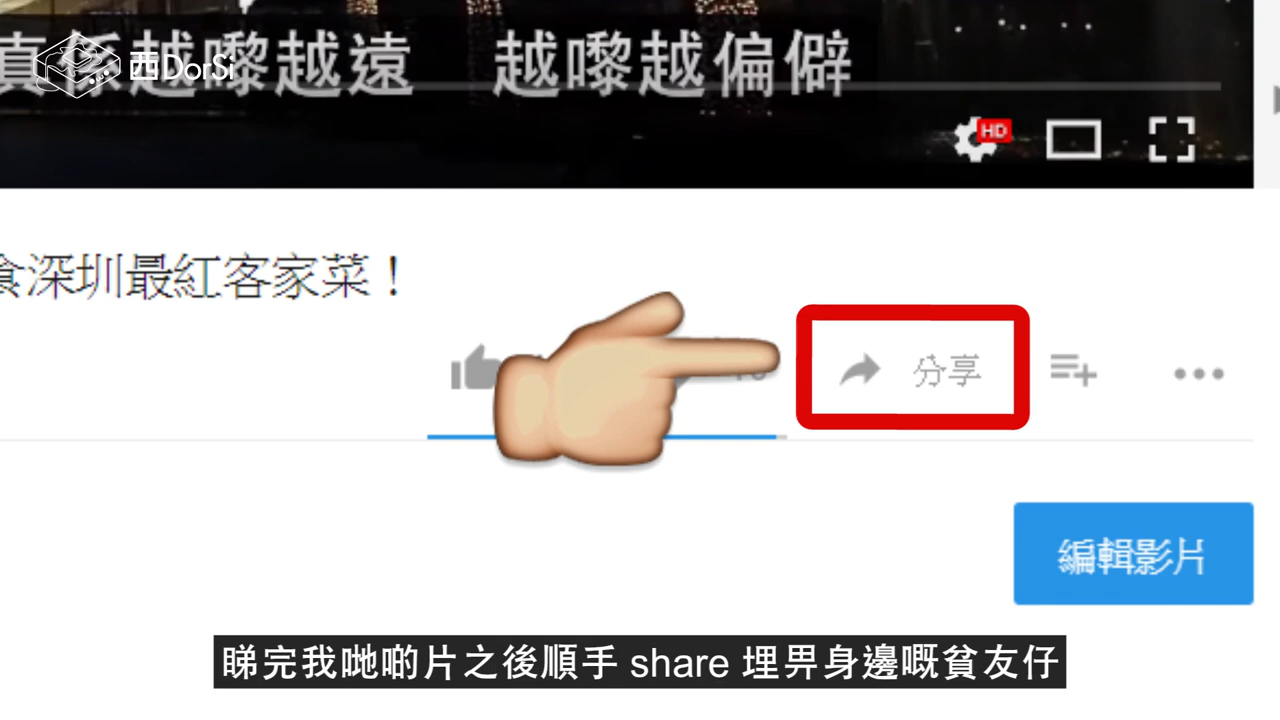 真係越嚟越遠 越嚟越偏僻
西DorSi
HD
食深圳最紅客家菜！
分享
編輯影片
睇完我哋啲片之後順手 share 埋畀身邊嘅貧友仔